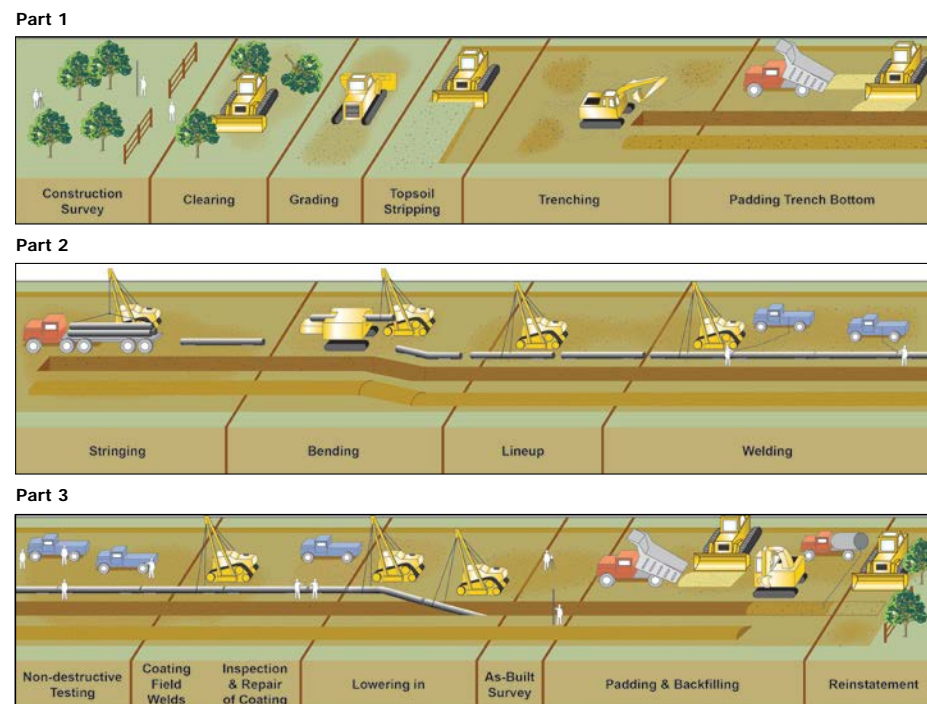 Part 1
Construction
Survey
Clearing
Grading
Topsoil
Stripping
Trenching
Padding Trench Bottom
Part 2
Stringing
Bending
Lineup
Welding
Part 3
Non-destructive
Testing
Coating
Field
Welds
Inspection
& Repair
of Coating
Lowering in
As-Built
Survey
Padding & Backfilling
Reinstatement